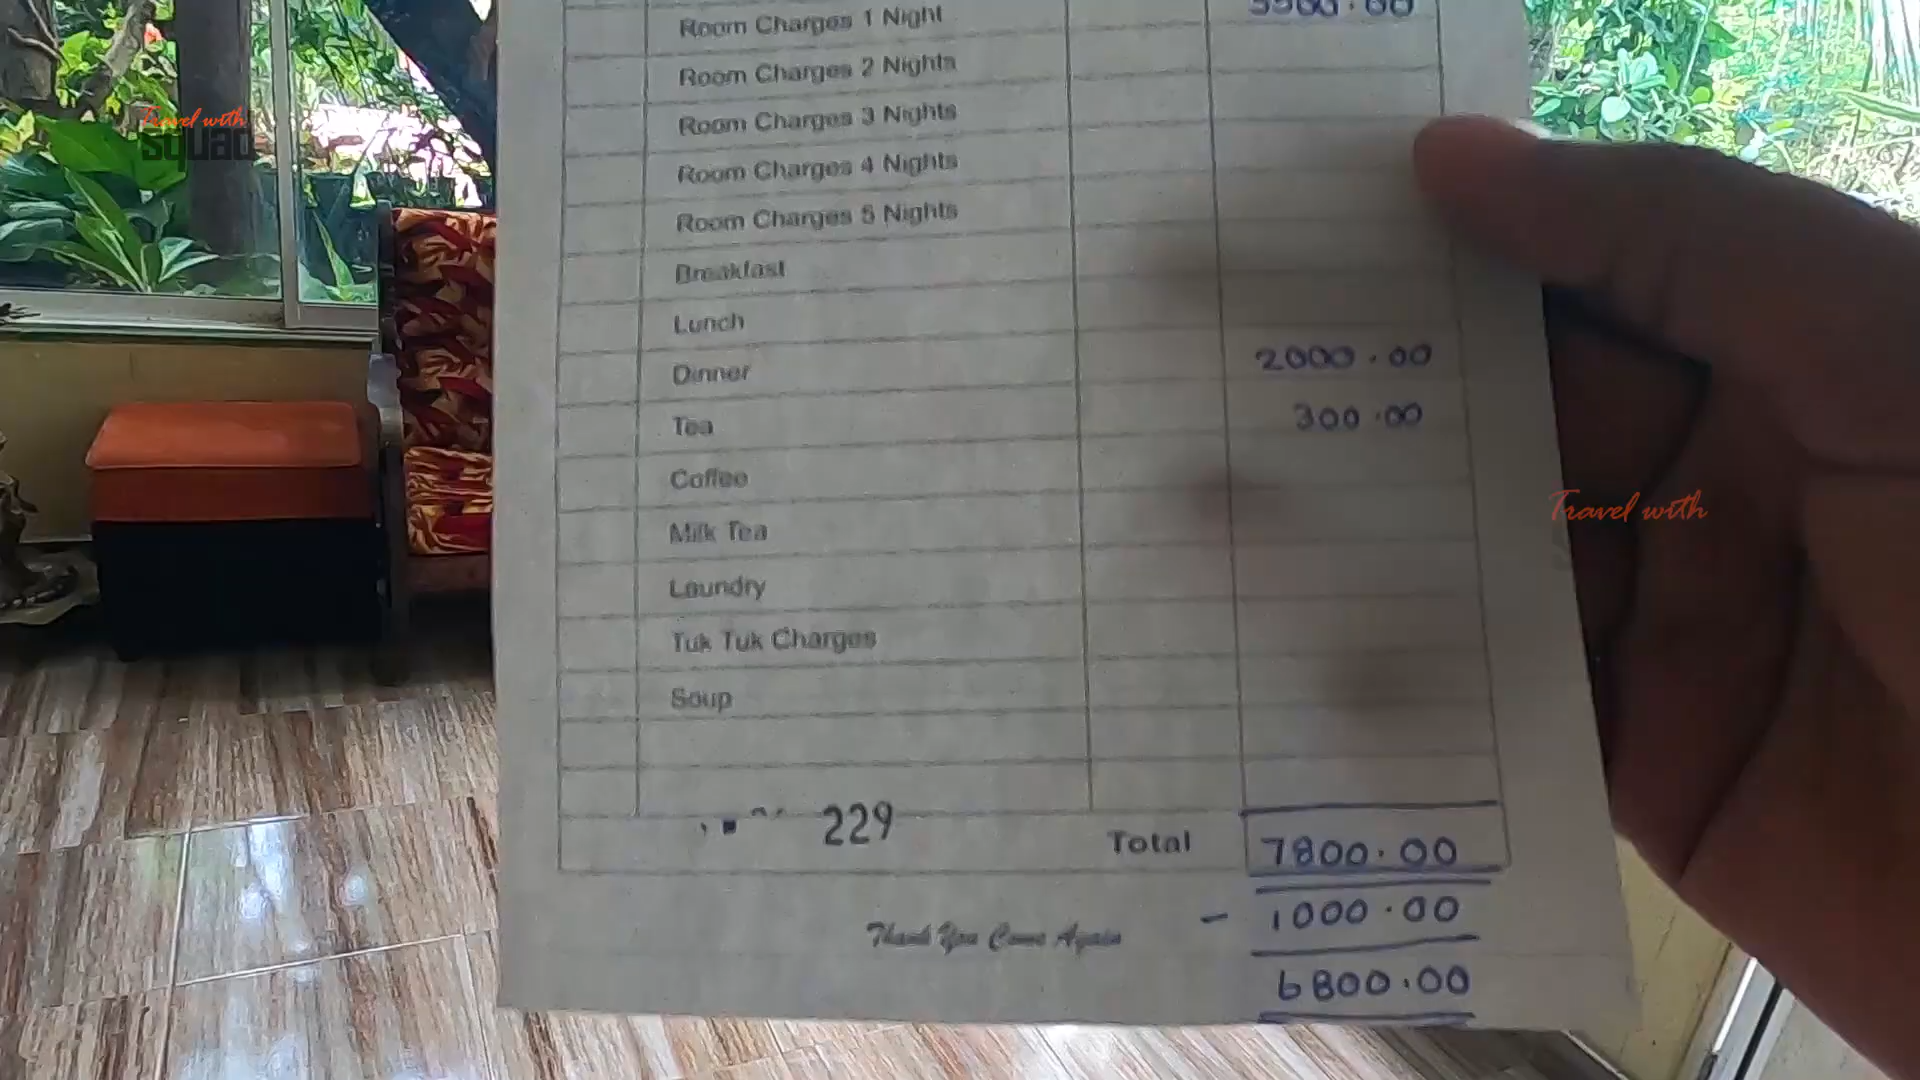 Room Charges 1 Night 5500.00
Room Charges 2 Nights
Room Charges 3 Nights
Room Charges 4 Nights
Room Charges 5 Nights
Breakfast
Lunch
Dinner 2000.00
Tea 300.00
Coffee
Milk Tea
Laundry
Tuk Tuk Charges
Soup
229
Total 7800.00
- 1000.00
6800.00
Thank You Come Again
Travel with
squad
Travel with